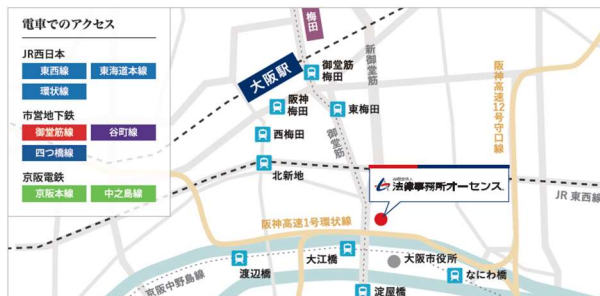 電車でのアクセス
JR西日本
東西線
東海道本線
環状線
市営地下鉄
御堂筋線
谷町線
四つ橋線
京阪電鉄
京阪本線
中之島線
梅田
大阪駅
御堂筋
梅田
新御堂筋
阪神
梅田
東梅田
御堂筋
西梅田
北新地
阪神高速12号守口線
法律事務所オーセンス
JR 東西線
阪神高速1号環状線
渡辺橋
大江橋
大阪市役所
なにわ橋
京阪中野島線
淀屋橋